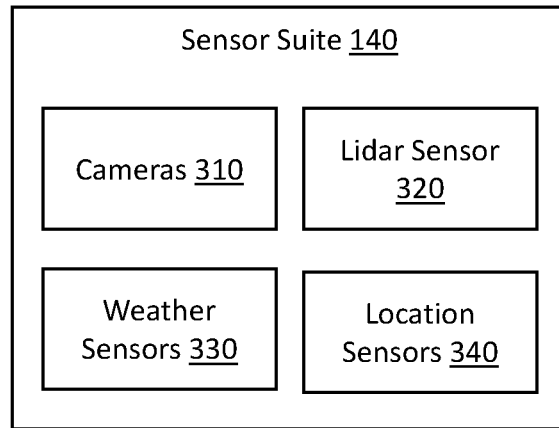 Sensor Suite 140
Cameras 310
Lidar Sensor
320
Weather
Sensors 330
Location
Sensors 340